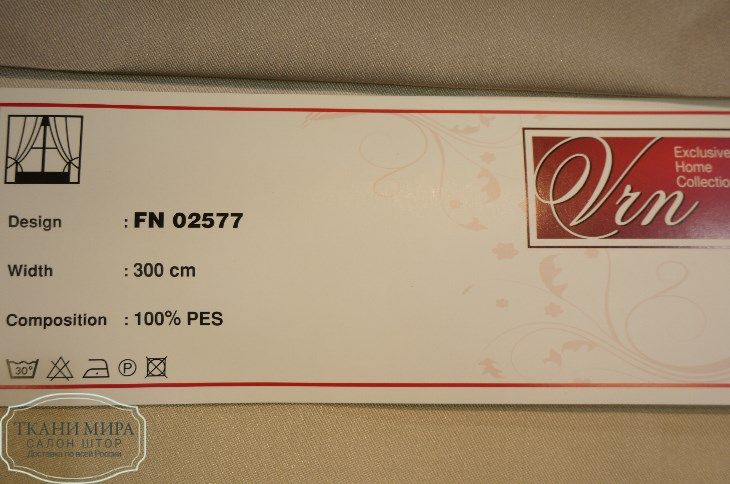 Exclusive
Home
Collectio
Vrn
Design : FN 02577
Width : 300 cm
Composition : 100% PES
30°
P
ТКАНИ МИРА
САЛОН ШТОР
Доставка по всей России